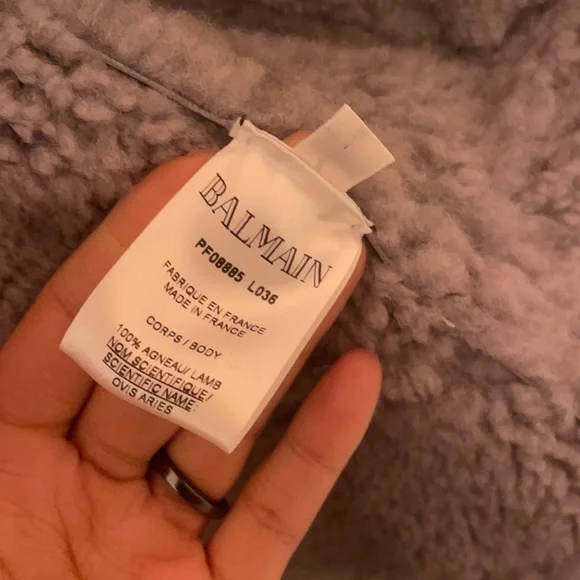 BALMAIN
PF08885 L036
FABRIQUE EN FRANCE
MADE IN FRANCE
CORPS / BODY
100% AGNEAU/ LAMB
NOM SCIENTIFIQUE/
SCIENTIFIC NAME:
OVIS ARIES